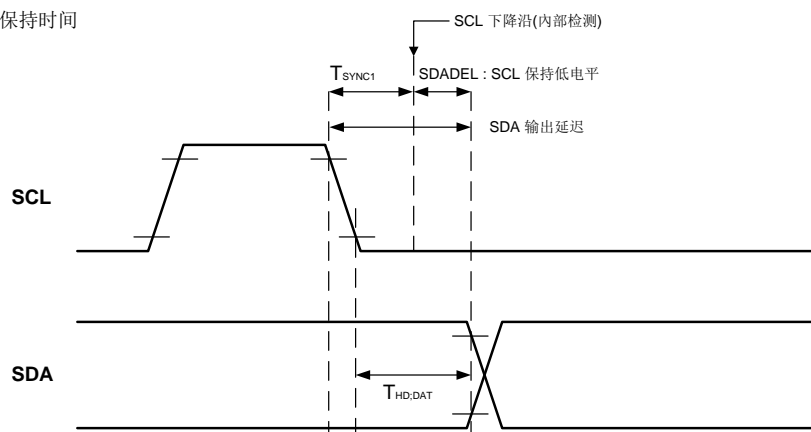 保持时间
SCL 下降沿(内部检测)
TSYNC1
SDADEL : SCL 保持低电平
SDA 输出延迟
SCL
SDA
THD;DAT